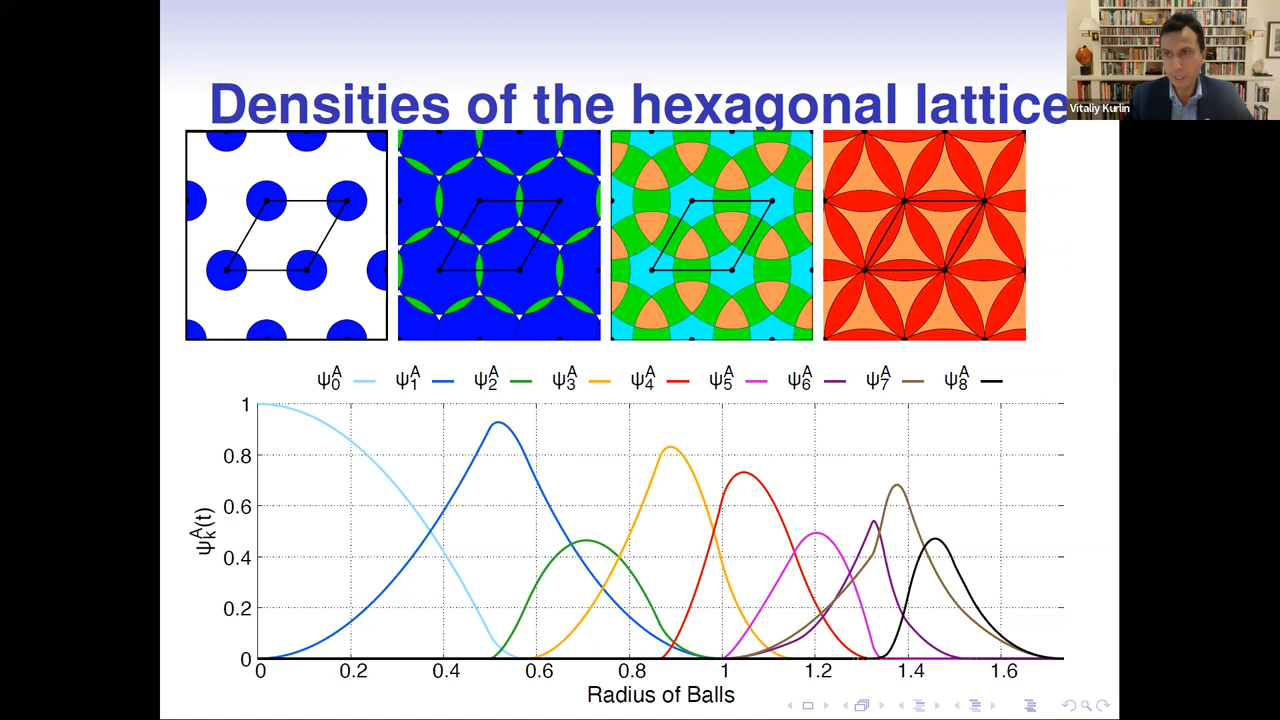 Densities of the hexagonal lattice
Vitaliy Kurlin
ψ₀ᴬ ψ₁ᴬ ψ₂ᴬ ψ₃ᴬ ψ₄ᴬ ψ₅ᴬ ψ₆ᴬ ψ₇ᴬ ψ₈ᴬ
1
0.8
0.6
0.4
0.2
0
ψₖᴬ(t)
0 0.2 0.4 0.6 0.8 1 1.2 1.4 1.6
Radius of Balls